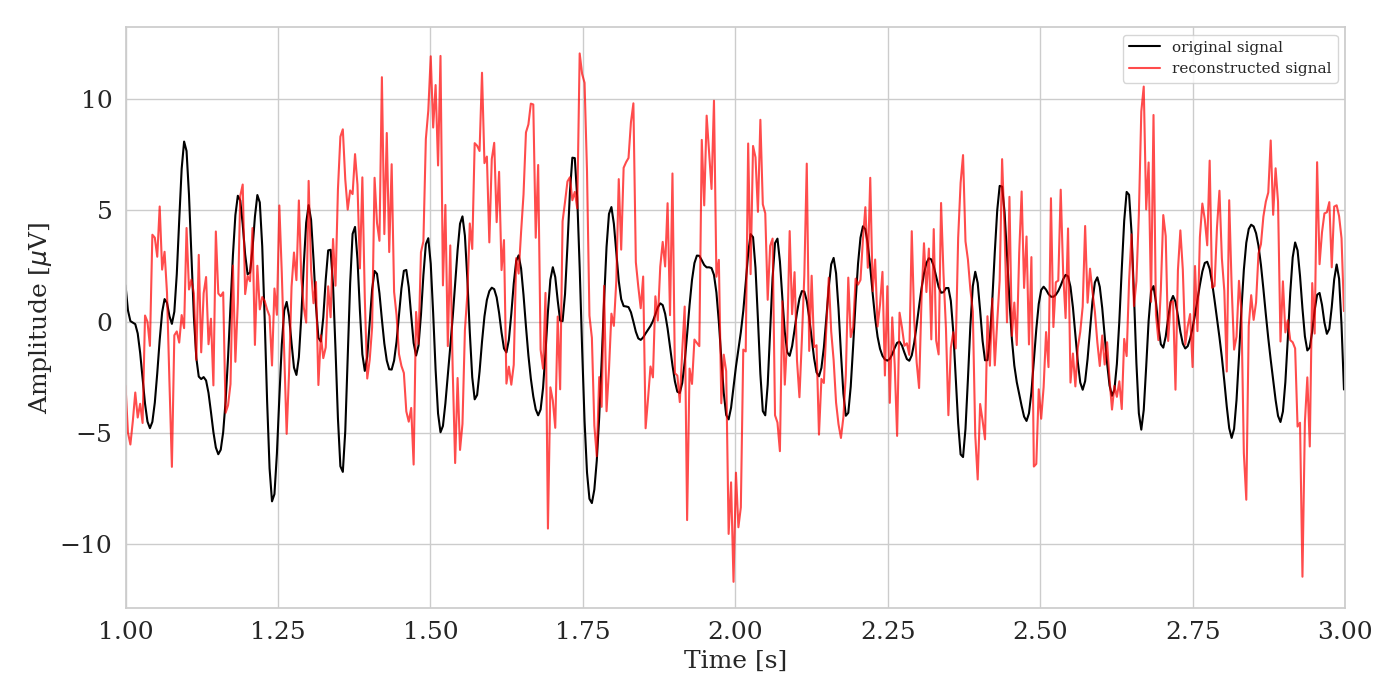 original signal
reconstructed signal
Amplitude [μV]
10
5
0
−5
−10
1.00 1.25 1.50 1.75 2.00 2.25 2.50 2.75 3.00
Time [s]